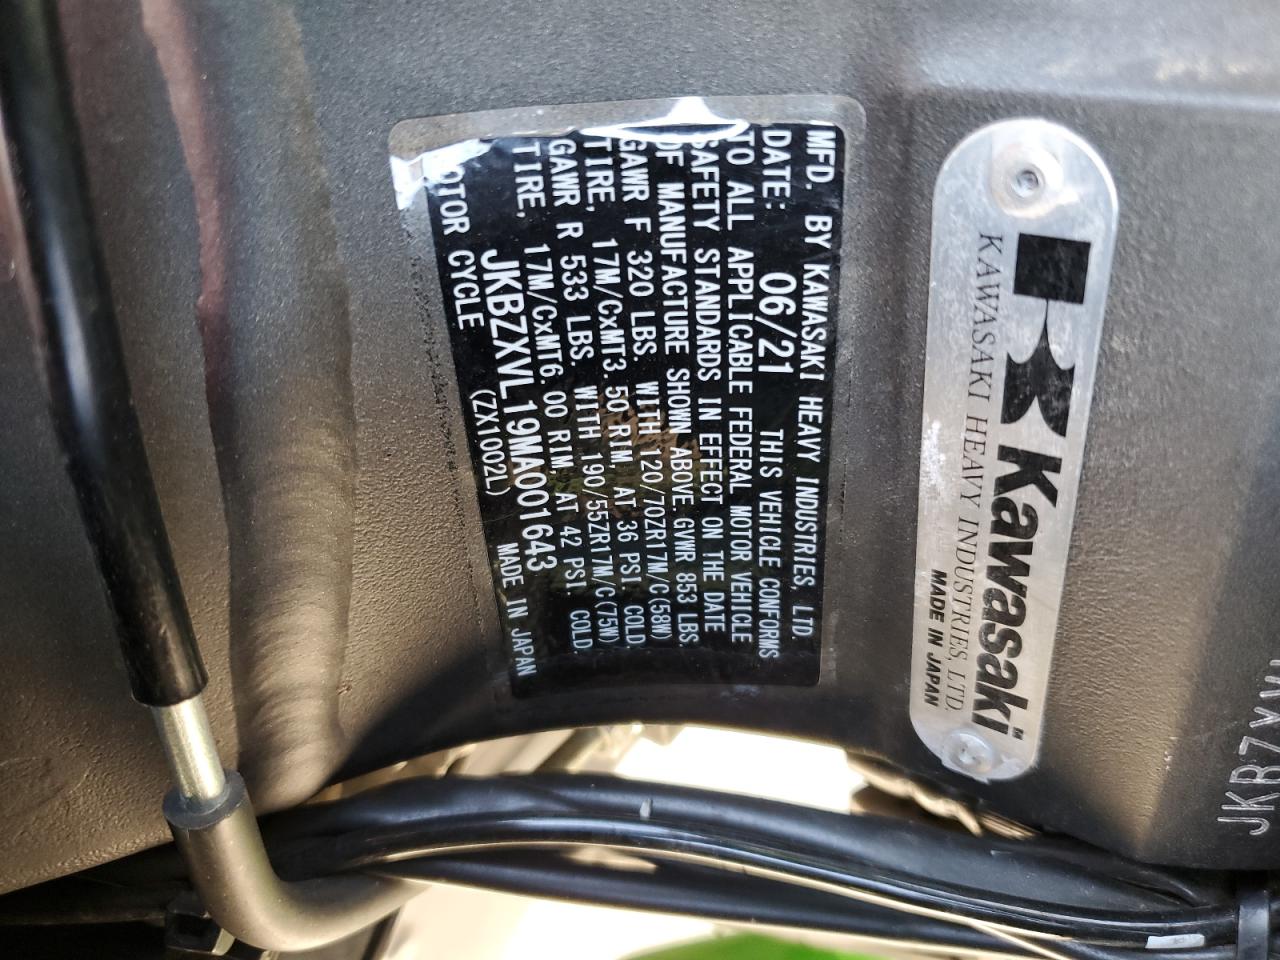 MFD. BY KAWASAKI HEAVY INDUSTRIES, LTD.
DATE: 06/21 THIS VEHICLE CONFORMS
TO ALL APPLICABLE FEDERAL MOTOR VEHICLE
SAFETY STANDARDS IN EFFECT ON THE DATE
OF MANUFACTURE SHOWN ABOVE. GVWR 853 LBS.
GAWR F 320 LBS. WITH 120/70ZR17M/C(58W)
TIRE, 17M/CxMT3.50 RIM, AT 36 PSI. COLD.
GAWR R 533 LBS. WITH 190/55ZR17M/C(75W)
TIRE, 17M/CxMT6.00 RIM, AT 42 PSI. COLD.
JKBZXVL19MA001643
MOTOR CYCLE (ZX1002L) MADE IN JAPAN
Kawasaki
KAWASAKI HEAVY INDUSTRIES, LTD.
MADE IN JAPAN
JKBZXV